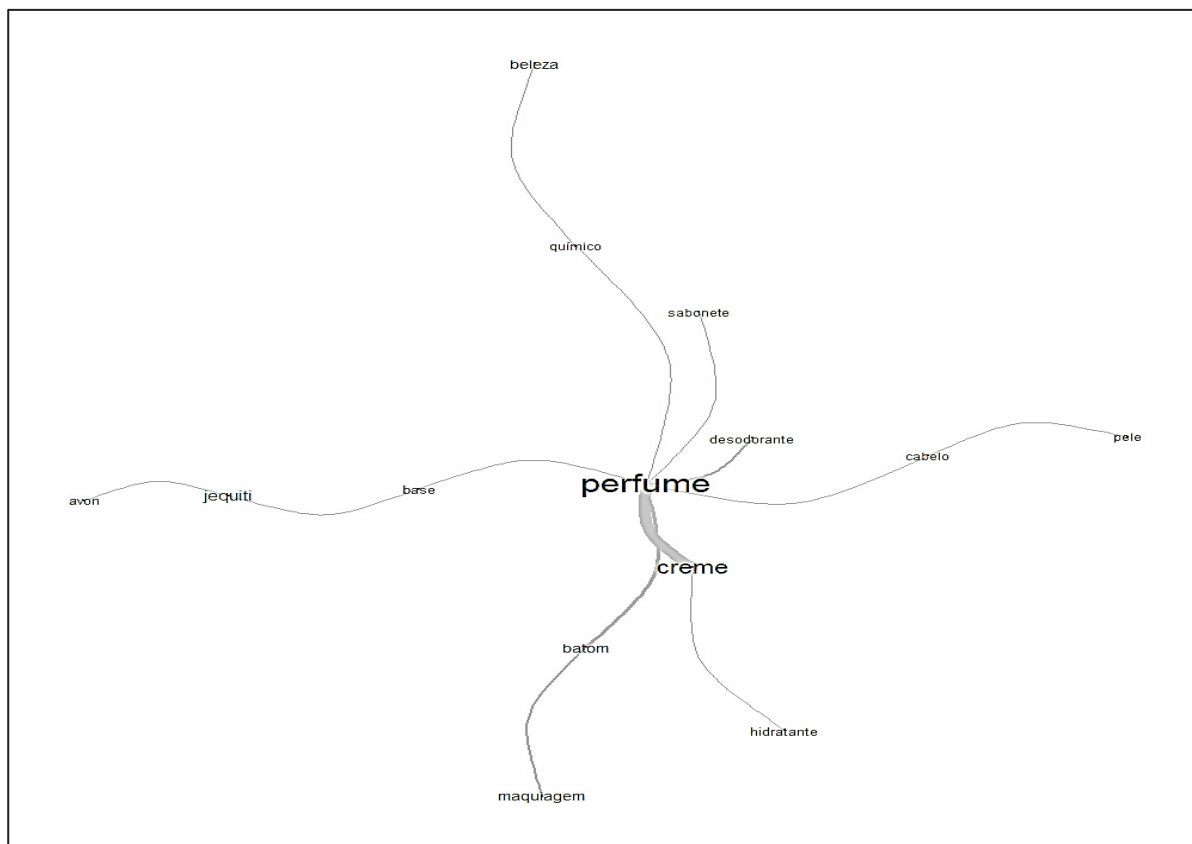 beleza
químico
sabonete
desodorante
pele
cabelo
perfume
base
jequiti
avon
creme
batom
hidratante
maquiagem